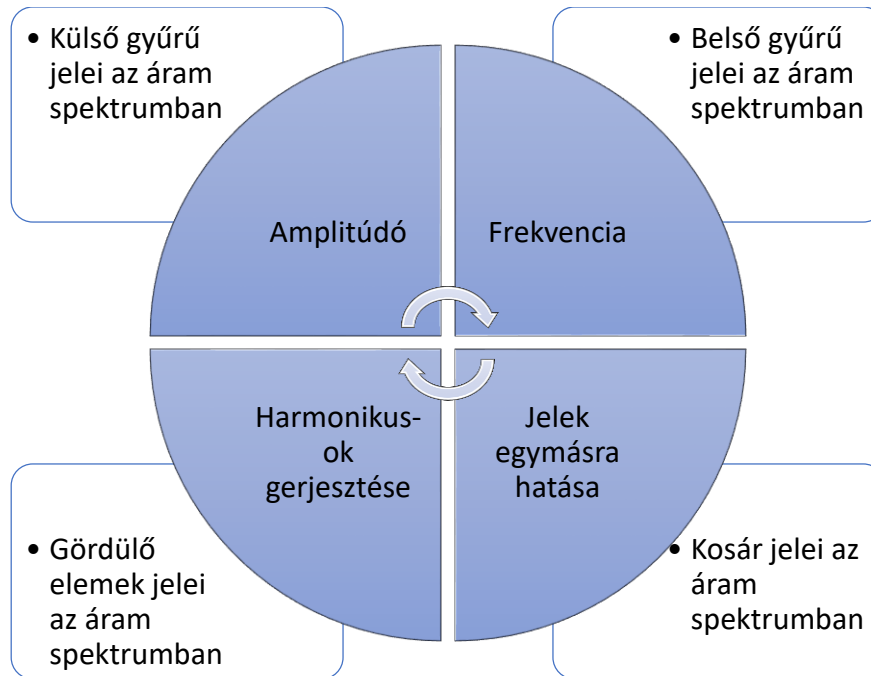 • Külső gyűrű
jelei az áram
spektrumban
• Belső gyűrű
jelei az áram
spektrumban
Amplitúdó
Frekvencia
Harmonikus-
ok
gerjesztése
Jelek
egymásra
hatása
• Gördülő
elemek jelei
az áram
spektrumban
• Kosár jelei az
áram
spektrumban